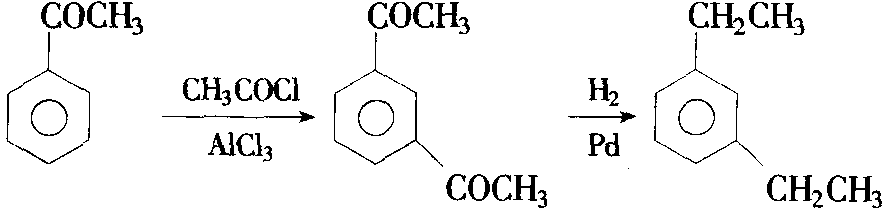 COCH₃ COCH₃ CH₂CH₃
CH₃COCl H₂
AlCl₃ Pd
COCH₃ CH₂CH₃